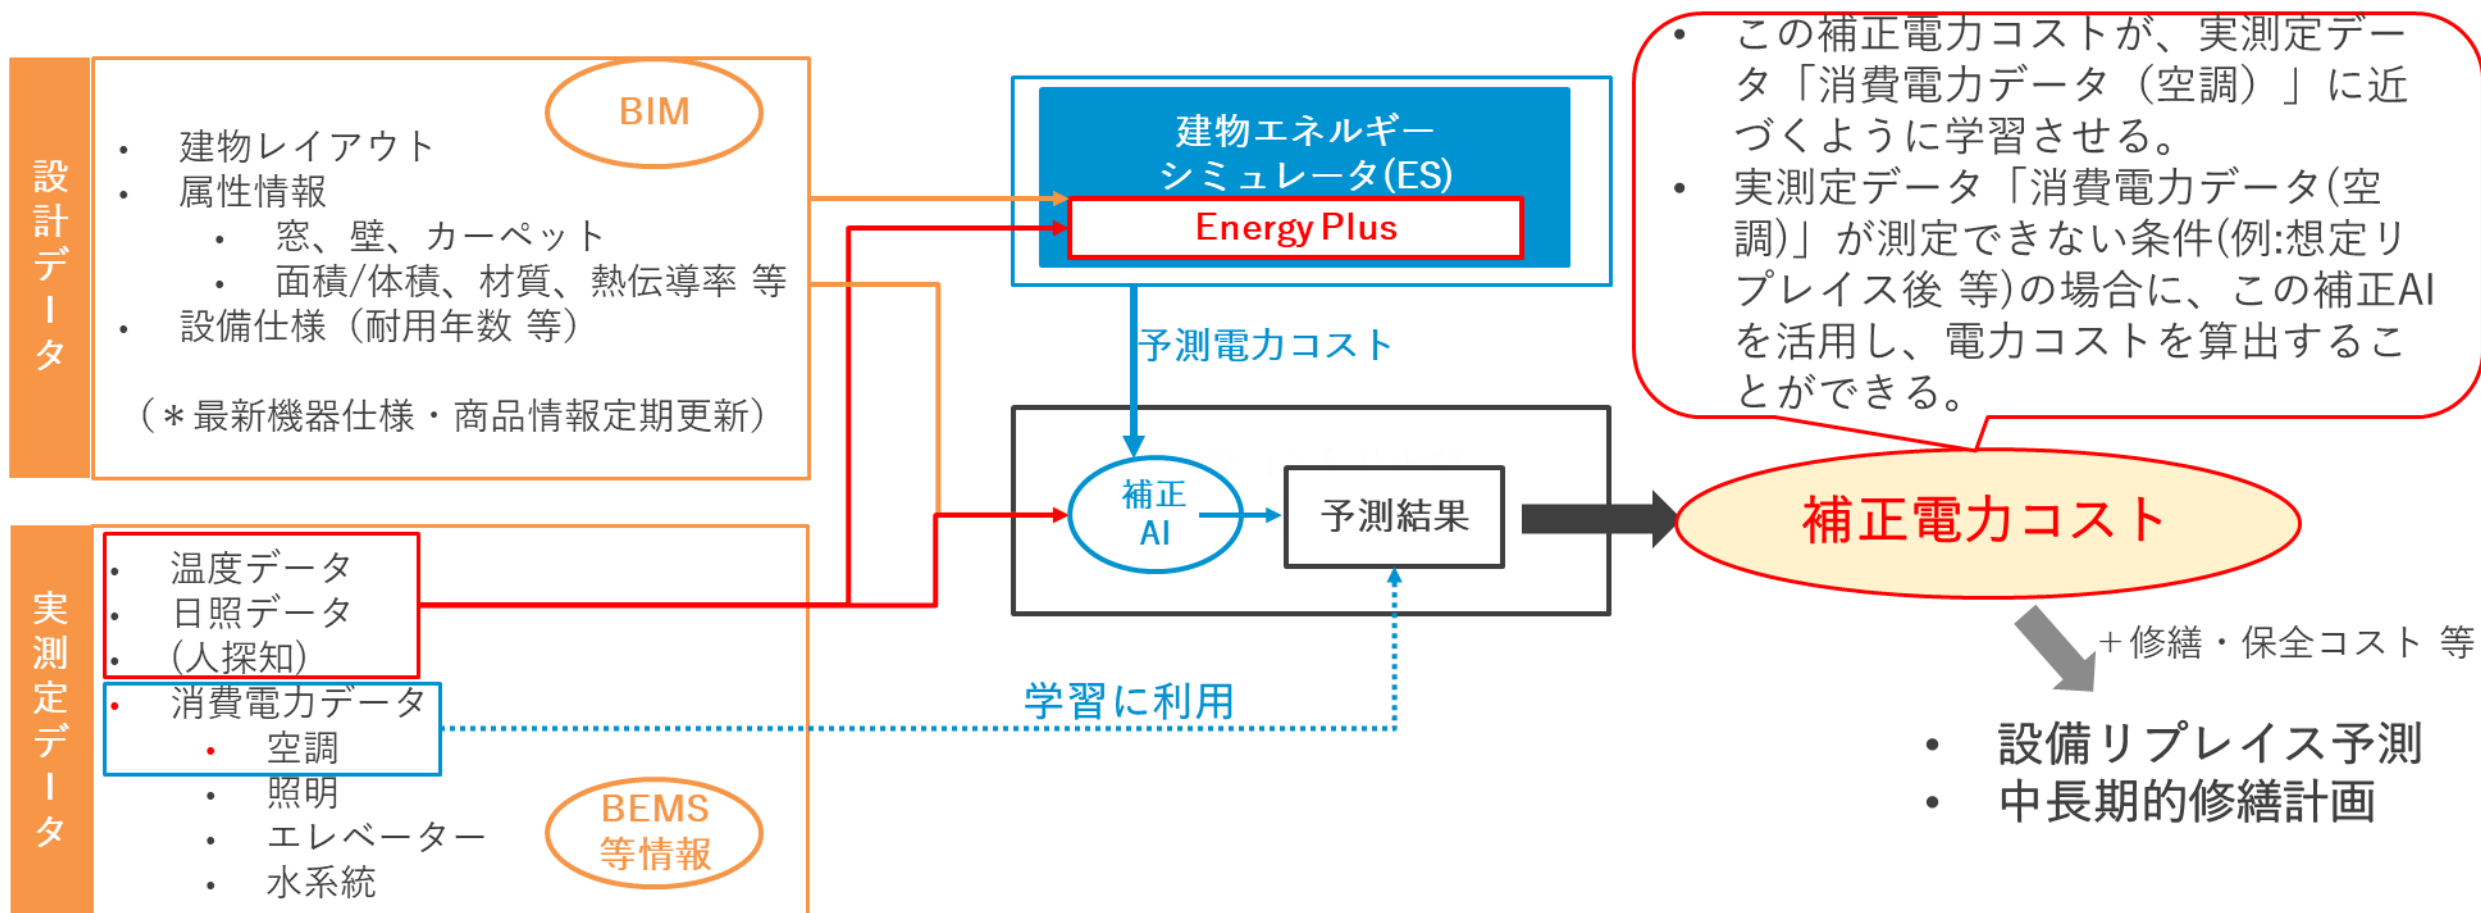 設計データ
BIM
• 建物レイアウト
• 属性情報
• 窓、壁、カーペット
• 面積/体積、材質、熱伝導率 等
• 設備仕様（耐用年数 等）
（＊最新機器仕様・商品情報定期更新）
実測定データ
• 温度データ
• 日照データ
• (人探知)
• 消費電力データ
• 空調
• 照明
• エレベーター
• 水系統
BEMS
等情報
建物エネルギー
シミュレータ(ES)
Energy Plus
予測電力コスト
補正
AI
予測結果
学習に利用
• この補正電力コストが、実測定デー
タ「消費電力データ（空調）」に近
づくように学習させる。
• 実測定データ「消費電力データ(空
調)」が測定できない条件(例:想定リ
プレイス後 等)の場合に、この補正AI
を活用し、電力コストを算出するこ
とができる。
補正電力コスト
＋修繕・保全コスト 等
• 設備リプレイス予測
• 中長期的修繕計画